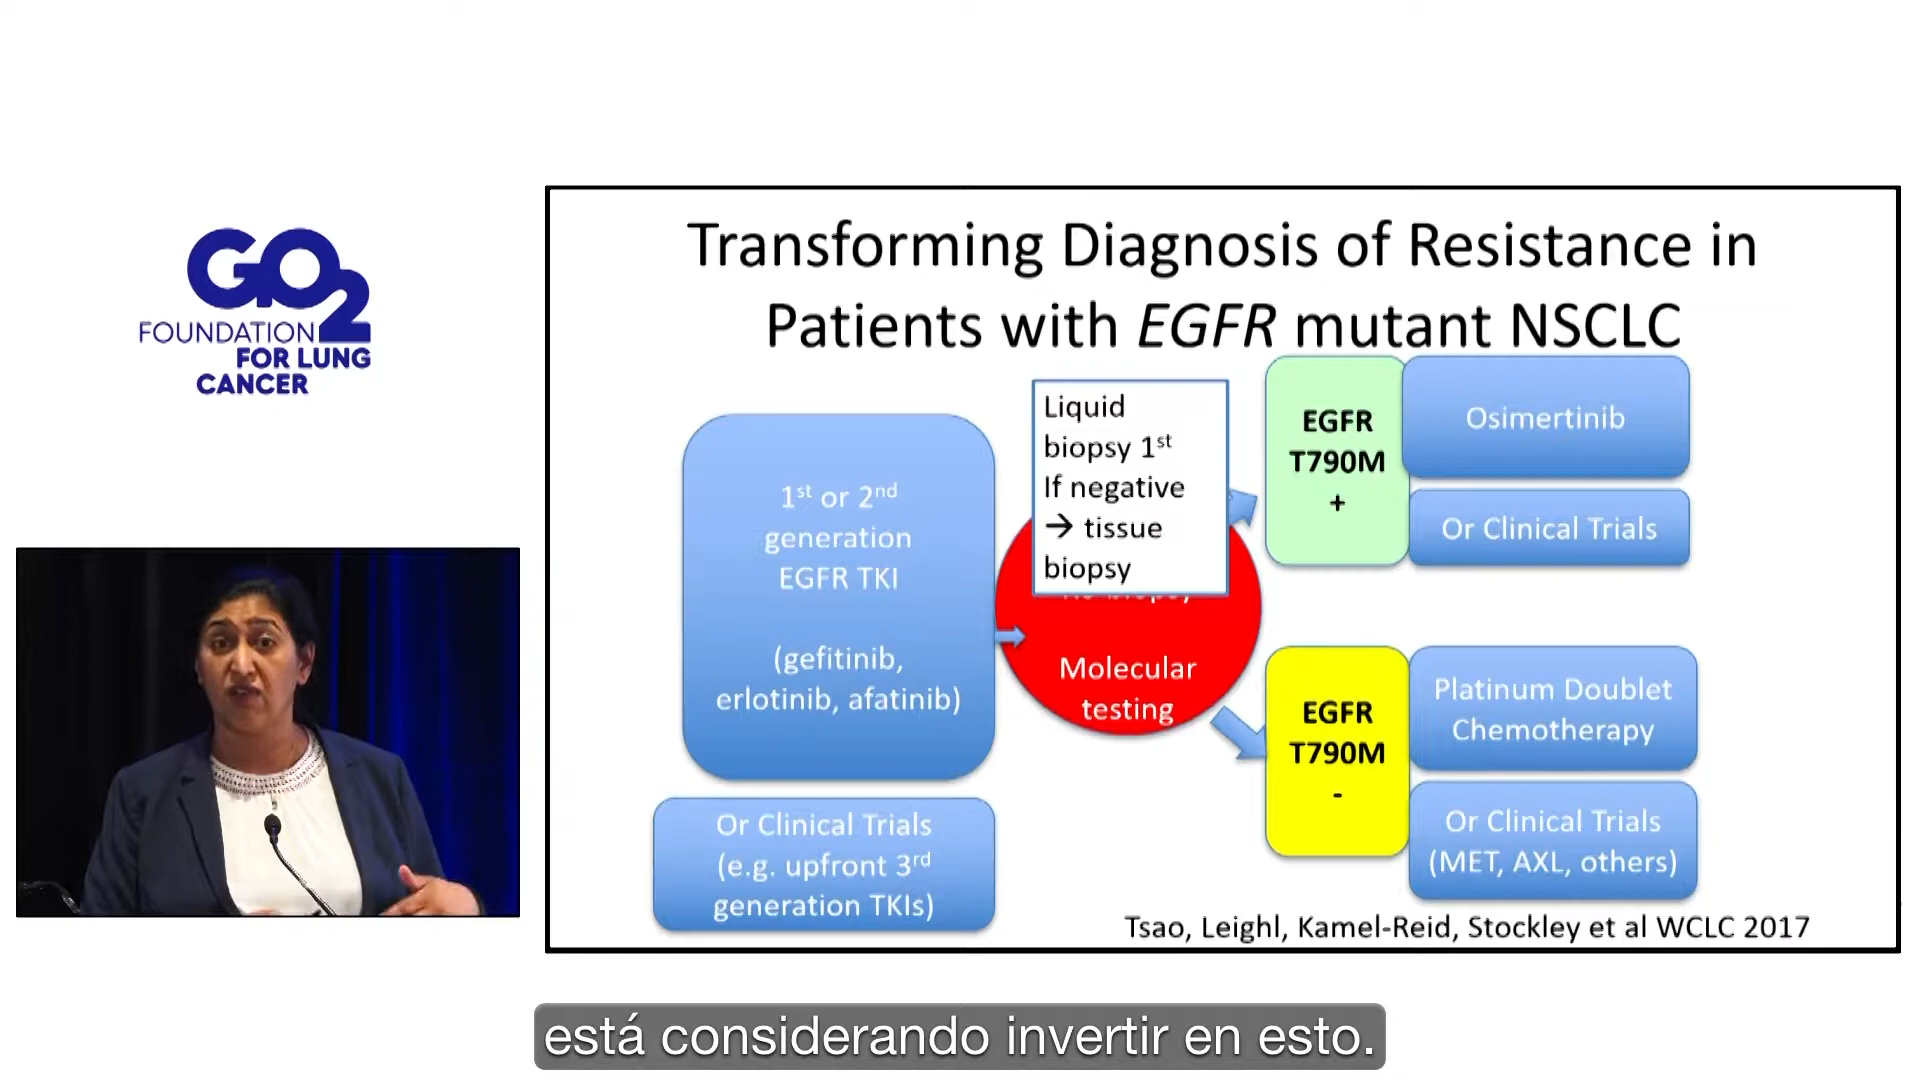 GO2
FOUNDATION
FOR LUNG
CANCER
Transforming Diagnosis of Resistance in
Patients with EGFR mutant NSCLC
1st or 2nd
generation
EGFR TKI
(gefitinib,
erlotinib, afatinib)
Or Clinical Trials
(e.g. upfront 3rd
generation TKIs)
Liquid
biopsy 1st
If negative
→ tissue
biopsy
Molecular
testing
EGFR
T790M
+
Osimertinib
Or Clinical Trials
EGFR
T790M
-
Platinum Doublet
Chemotherapy
Or Clinical Trials
(MET, AXL, others)
Tsao, Leighl, Kamel-Reid, Stockley et al WCLC 2017
está considerando invertir en esto.